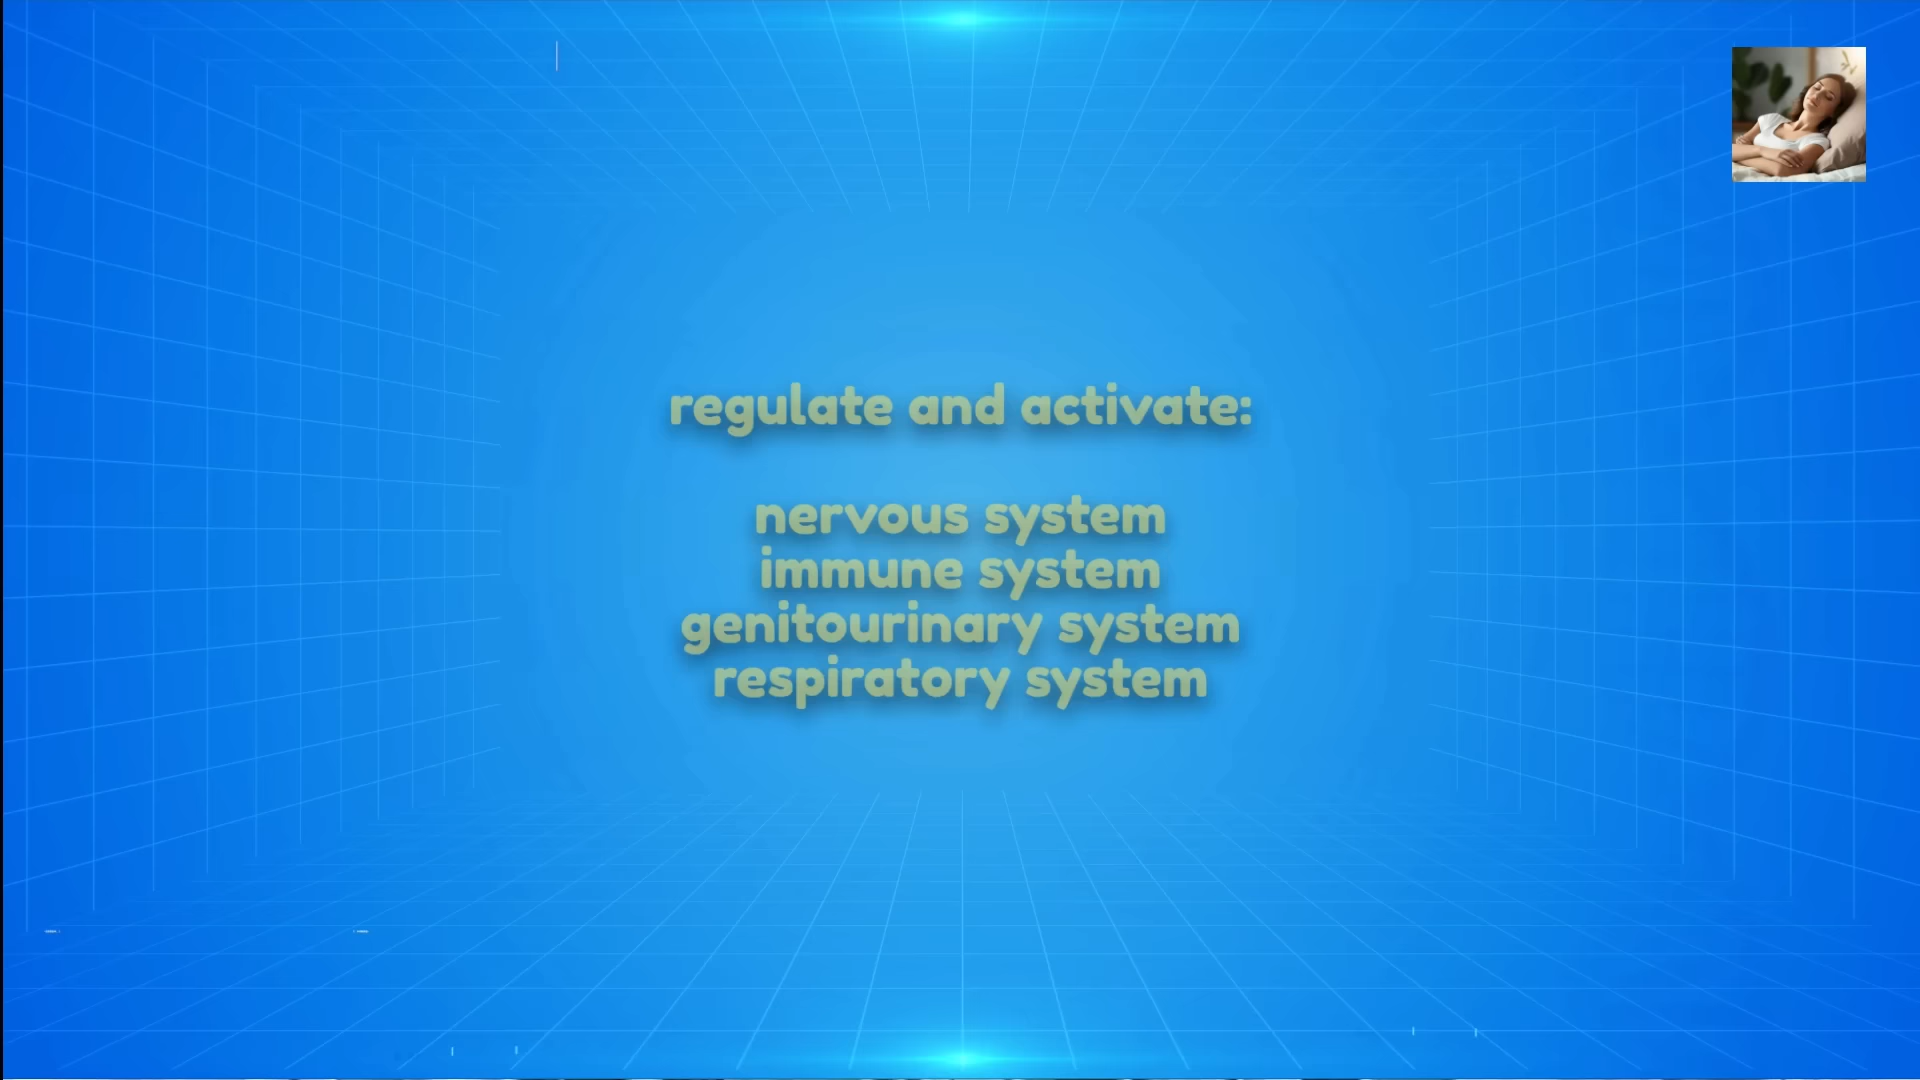 regulate and activate:
nervous system
immune system
genitourinary system
respiratory system